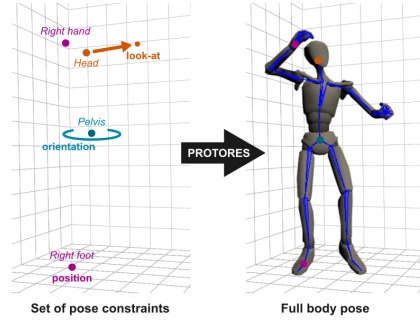 Right hand
Head
look-at
Pelvis
orientation
PROTORES
Right foot
position
Set of pose constraints
Full body pose